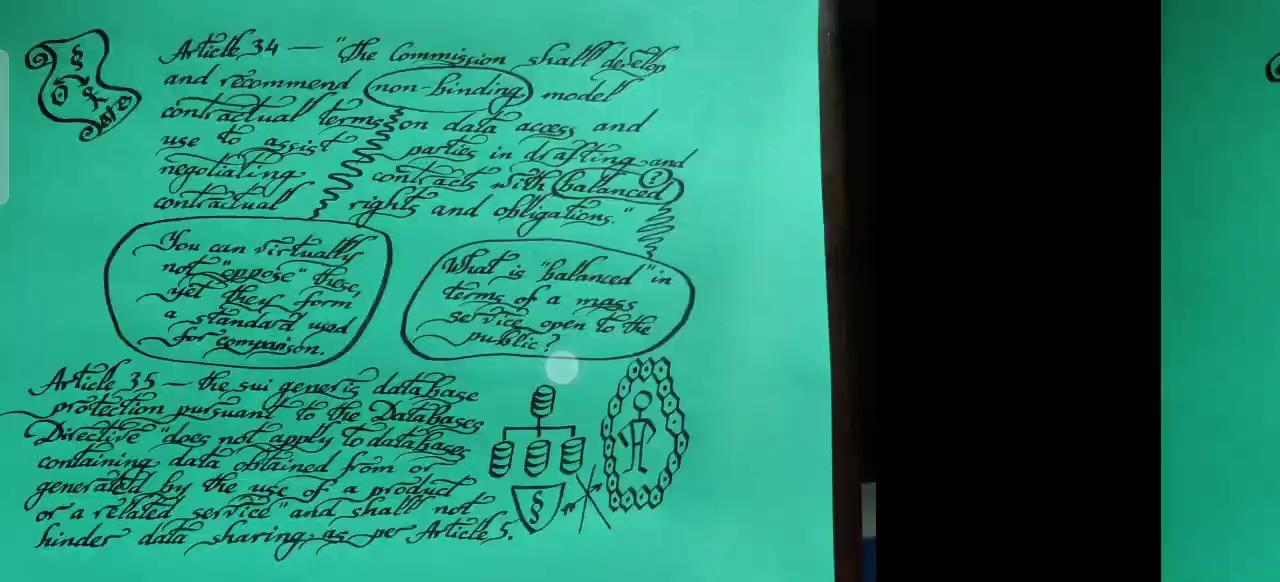 §
Article 34 — "the Commission shall develop
and recommend non-binding model
contractual terms on data access and
use to assist parties in drafting and
negotiating contracts with balanced (?)
contractual rights and obligations."
You can virtually
not "oppose" these,
yet they form
a standard used
for comparison.
What is "balanced" in
terms of a mass
service open to the
public?
Article 35 — the sui generis database
protection pursuant to the Databases
Directive "does not apply to databases
containing data obtained from or
generated by the use of a product
or a related service" and shall not
hinder data sharing as per Article 5.
§